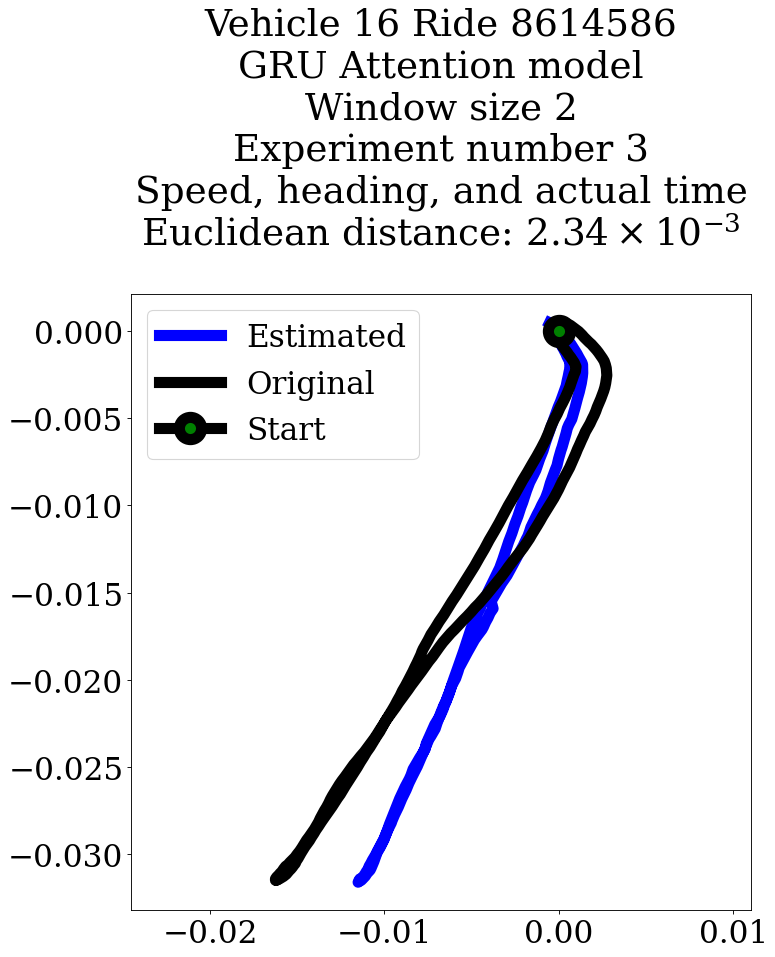 Vehicle 16 Ride 8614586
GRU Attention model
Window size 2
Experiment number 3
Speed, heading, and actual time
Euclidean distance: 2.34 × 10⁻³
Estimated
Original
Start
0.000
−0.005
−0.010
−0.015
−0.020
−0.025
−0.030
−0.02 −0.01 0.00 0.01